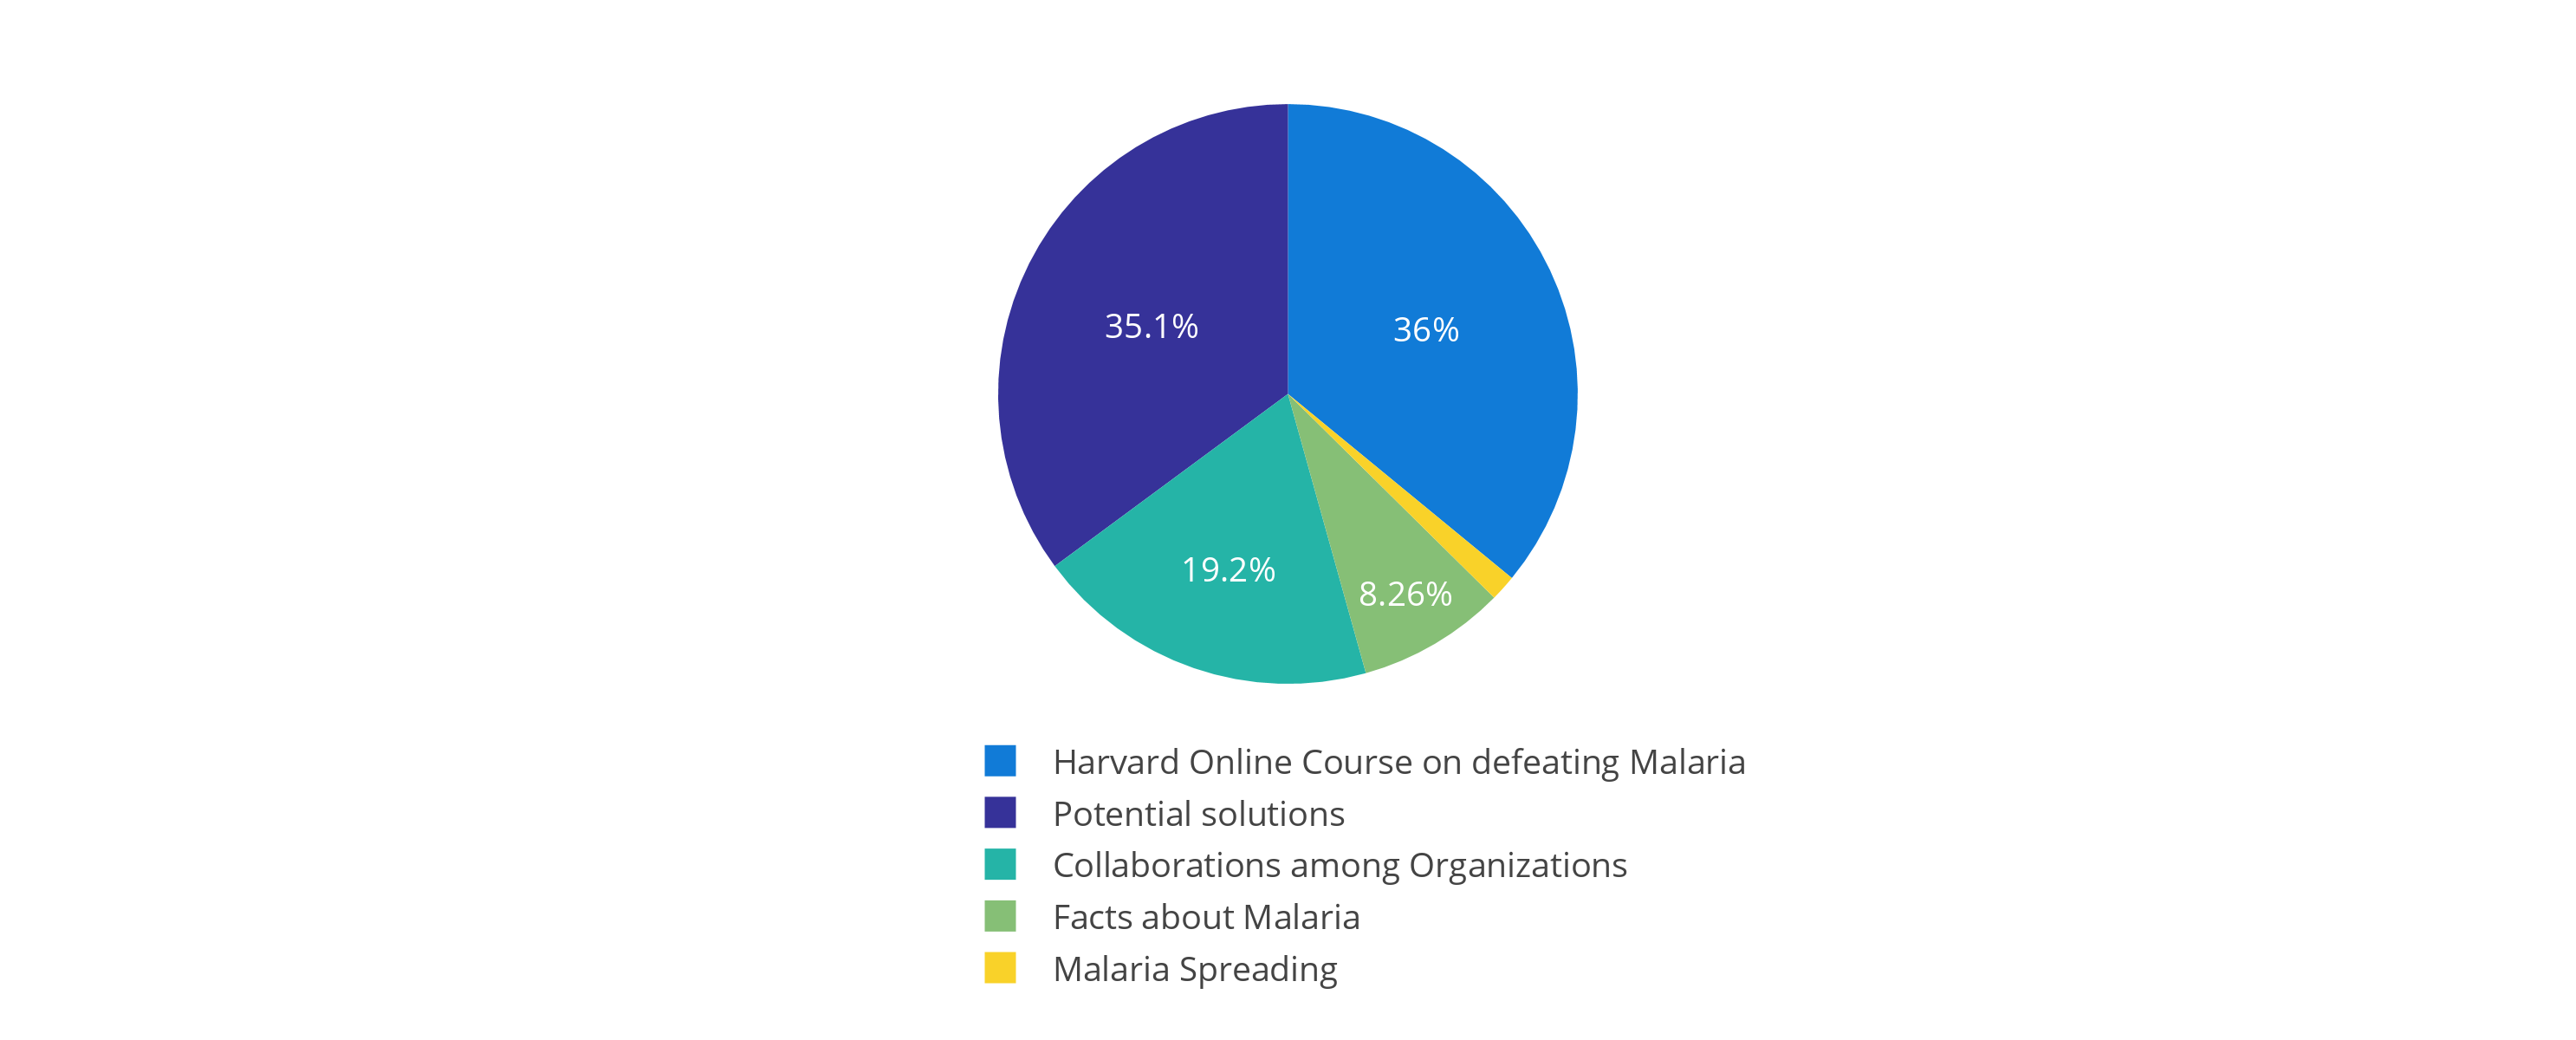 35.1%
36%
19.2%
8.26%
Harvard Online Course on defeating Malaria
Potential solutions
Collaborations among Organizations
Facts about Malaria
Malaria Spreading